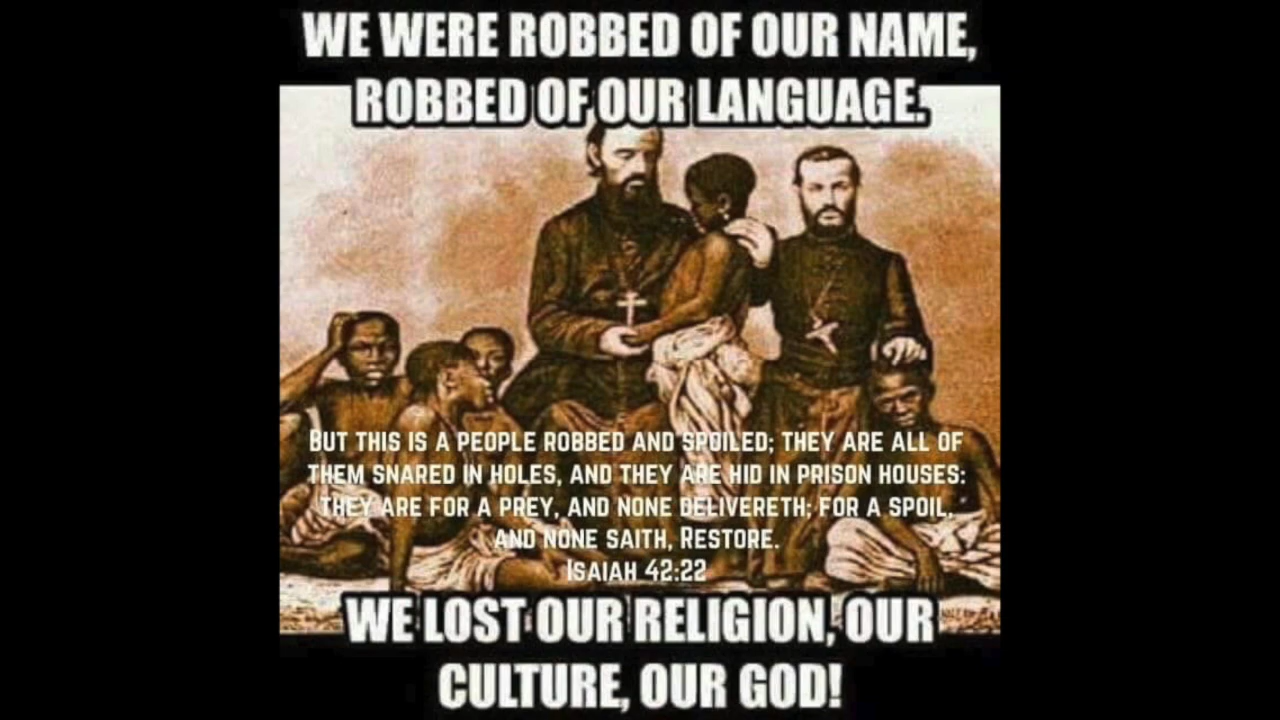 WE WERE ROBBED OF OUR NAME,
ROBBED OF OUR LANGUAGE.
BUT THIS IS A PEOPLE ROBBED AND SPOILED; THEY ARE ALL OF
THEM SNARED IN HOLES, AND THEY ARE HID IN PRISON HOUSES:
THEY ARE FOR A PREY, AND NONE DELIVERETH; FOR A SPOIL,
AND NONE SAITH, RESTORE.
ISAIAH 42:22
WE LOST OUR RELIGION, OUR
CULTURE, OUR GOD!